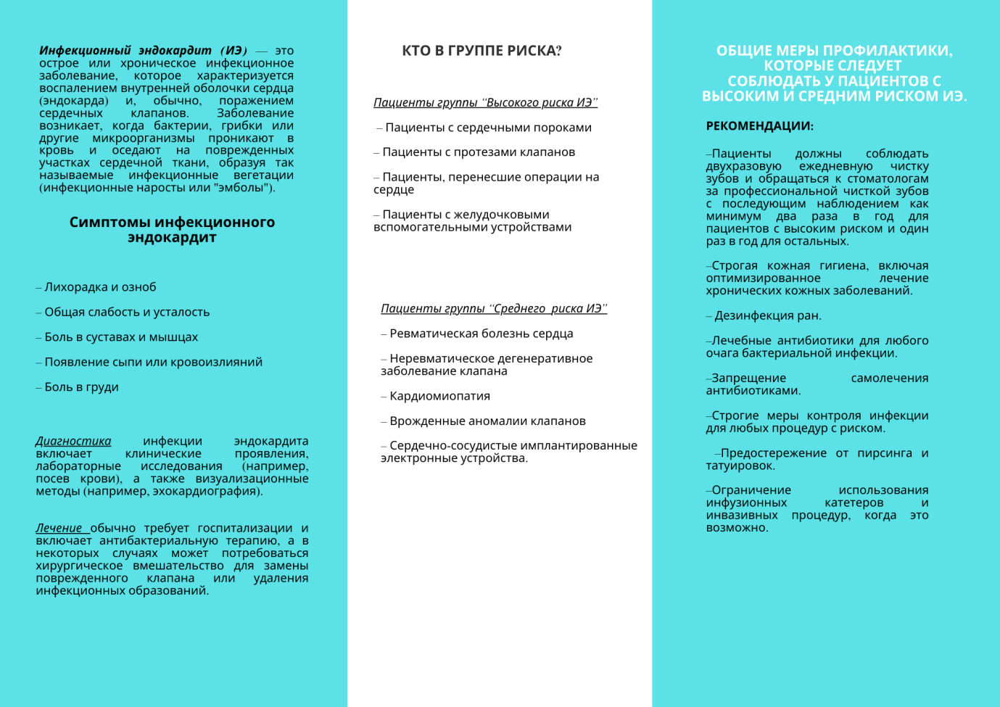 Инфекционный эндокардит (ИЭ) — это
острое или хроническое инфекционное
заболевание, которое характеризуется
воспалением внутренней оболочки сердца
(эндокарда) и, обычно, поражением
сердечных клапанов. Заболевание
возникает, когда бактерии, грибки или
другие микроорганизмы проникают в
кровь и оседают на поврежденных
участках сердечной ткани, образуя так
называемые инфекционные вегетации
(инфекционные наросты или "эмболы").
Симптомы инфекционного
эндокардит
– Лихорадка и озноб
– Общая слабость и усталость
– Боль в суставах и мышцах
– Появление сыпи или кровоизлияний
– Боль в груди
Диагностика инфекции эндокардита
включает клинические проявления,
лабораторные исследования (например,
посев крови), а также визуализационные
методы (например, эхокардиография).
Лечение обычно требует госпитализации и
включает антибактериальную терапию, а в
некоторых случаях может потребоваться
хирургическое вмешательство для замены
поврежденного клапана или удаления
инфекционных образований.
КТО В ГРУППЕ РИСКА?
Пациенты группы “Высокого риска ИЭ”
– Пациенты с сердечными пороками
– Пациенты с протезами клапанов
– Пациенты, перенесшие операции на
сердце
– Пациенты с желудочковыми
вспомогательными устройствами
Пациенты группы “Среднего риска ИЭ”
– Ревматическая болезнь сердца
– Неревматическое дегенеративное
заболевание клапана
– Кардиомиопатия
– Врожденные аномалии клапанов
– Сердечно-сосудистые имплантированные
электронные устройства.
ОБЩИЕ МЕРЫ ПРОФИЛАКТИКИ,
КОТОРЫЕ СЛЕДУЕТ
СОБЛЮДАТЬ У ПАЦИЕНТОВ С
ВЫСОКИМ И СРЕДНИМ РИСКОМ ИЭ.
РЕКОМЕНДАЦИИ:
–Пациенты должны соблюдать
двухразовую ежедневную чистку
зубов и обращаться к стоматологам
за профессиональной чисткой зубов
с последующим наблюдением как
минимум два раза в год для
пациентов с высоким риском и один
раз в год для остальных.
–Строгая кожная гигиена, включая
оптимизированное лечение
хронических кожных заболеваний.
– Дезинфекция ран.
–Лечебные антибиотики для любого
очага бактериальной инфекции.
–Запрещение самолечения
антибиотиками.
–Строгие меры контроля инфекции
для любых процедур с риском.
–Предостережение от пирсинга и
татуировок.
–Ограничение использования
инфузионных катетеров и
инвазивных процедур, когда это
возможно.